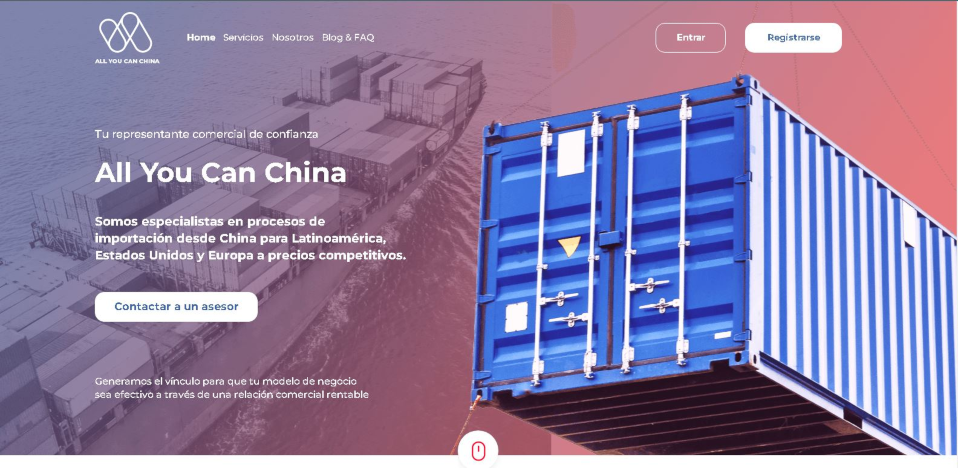 ALL YOU CAN CHINA
Home Servicios Nosotros Blog & FAQ
Entrar
Registrarse
Tu representante comercial de confianza
All You Can China
Somos especialistas en procesos de
importación desde China para Latinoamérica,
Estados Unidos y Europa a precios competitivos.
Contactar a un asesor
Generamos el vínculo para que tu modelo de negocio
sea efectivo a través de una relación comercial rentable